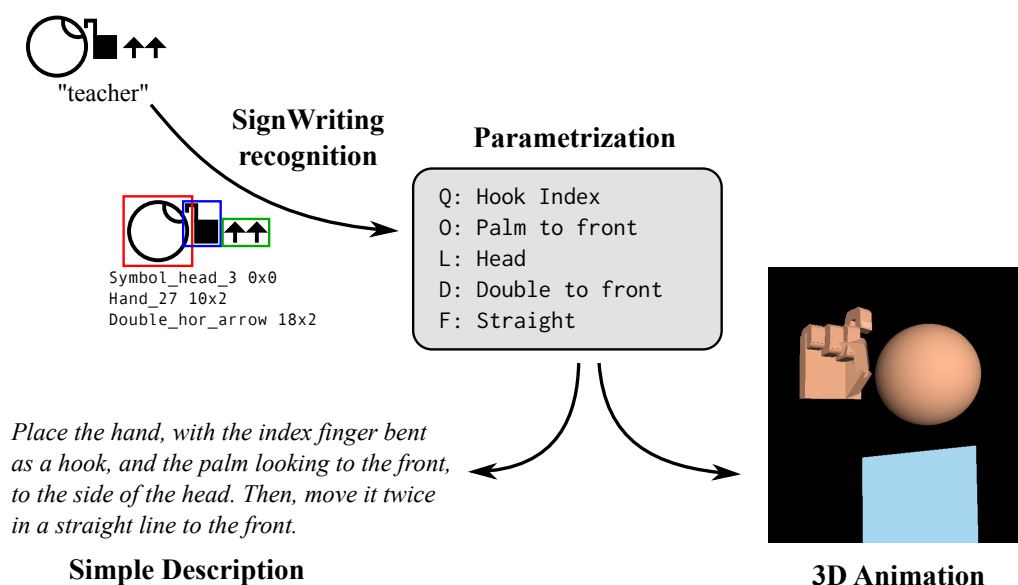 "teacher"
SignWriting
recognition
Symbol_head_3 0x0
Hand_27 10x2
Double_hor_arrow 18x2
Parametrization
Q: Hook Index
O: Palm to front
L: Head
D: Double to front
F: Straight
Place the hand, with the index finger bent
as a hook, and the palm looking to the front,
to the side of the head. Then, move it twice
in a straight line to the front.
Simple Description
3D Animation